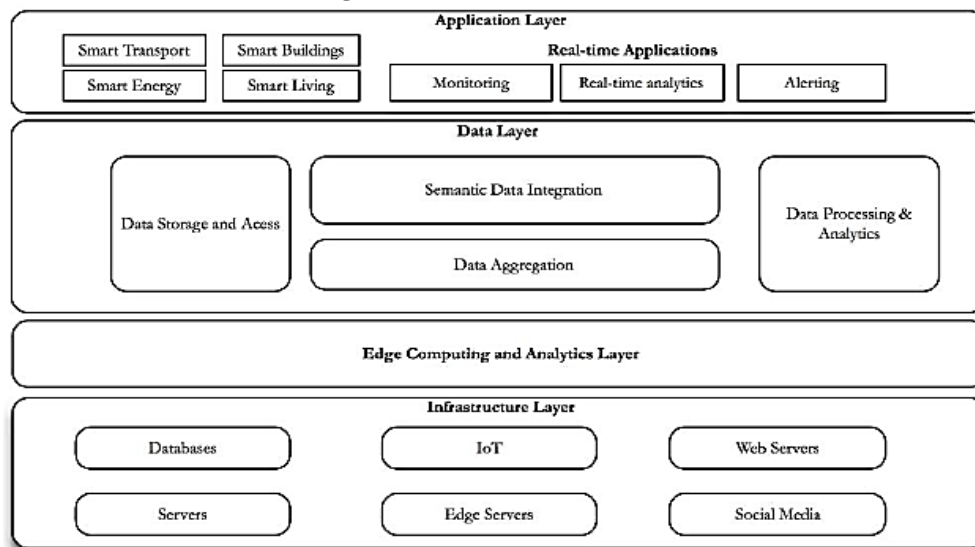 Application Layer
Smart Transport
Smart Buildings
Real-time Applications
Smart Energy
Smart Living
Monitoring
Real-time analytics
Alerting
Data Layer
Data Storage and Acess
Semantic Data Integration
Data Aggregation
Data Processing &
Analytics
Edge Computing and Analytics Layer
Infrastructure Layer
Databases
IoT
Web Servers
Servers
Edge Servers
Social Media